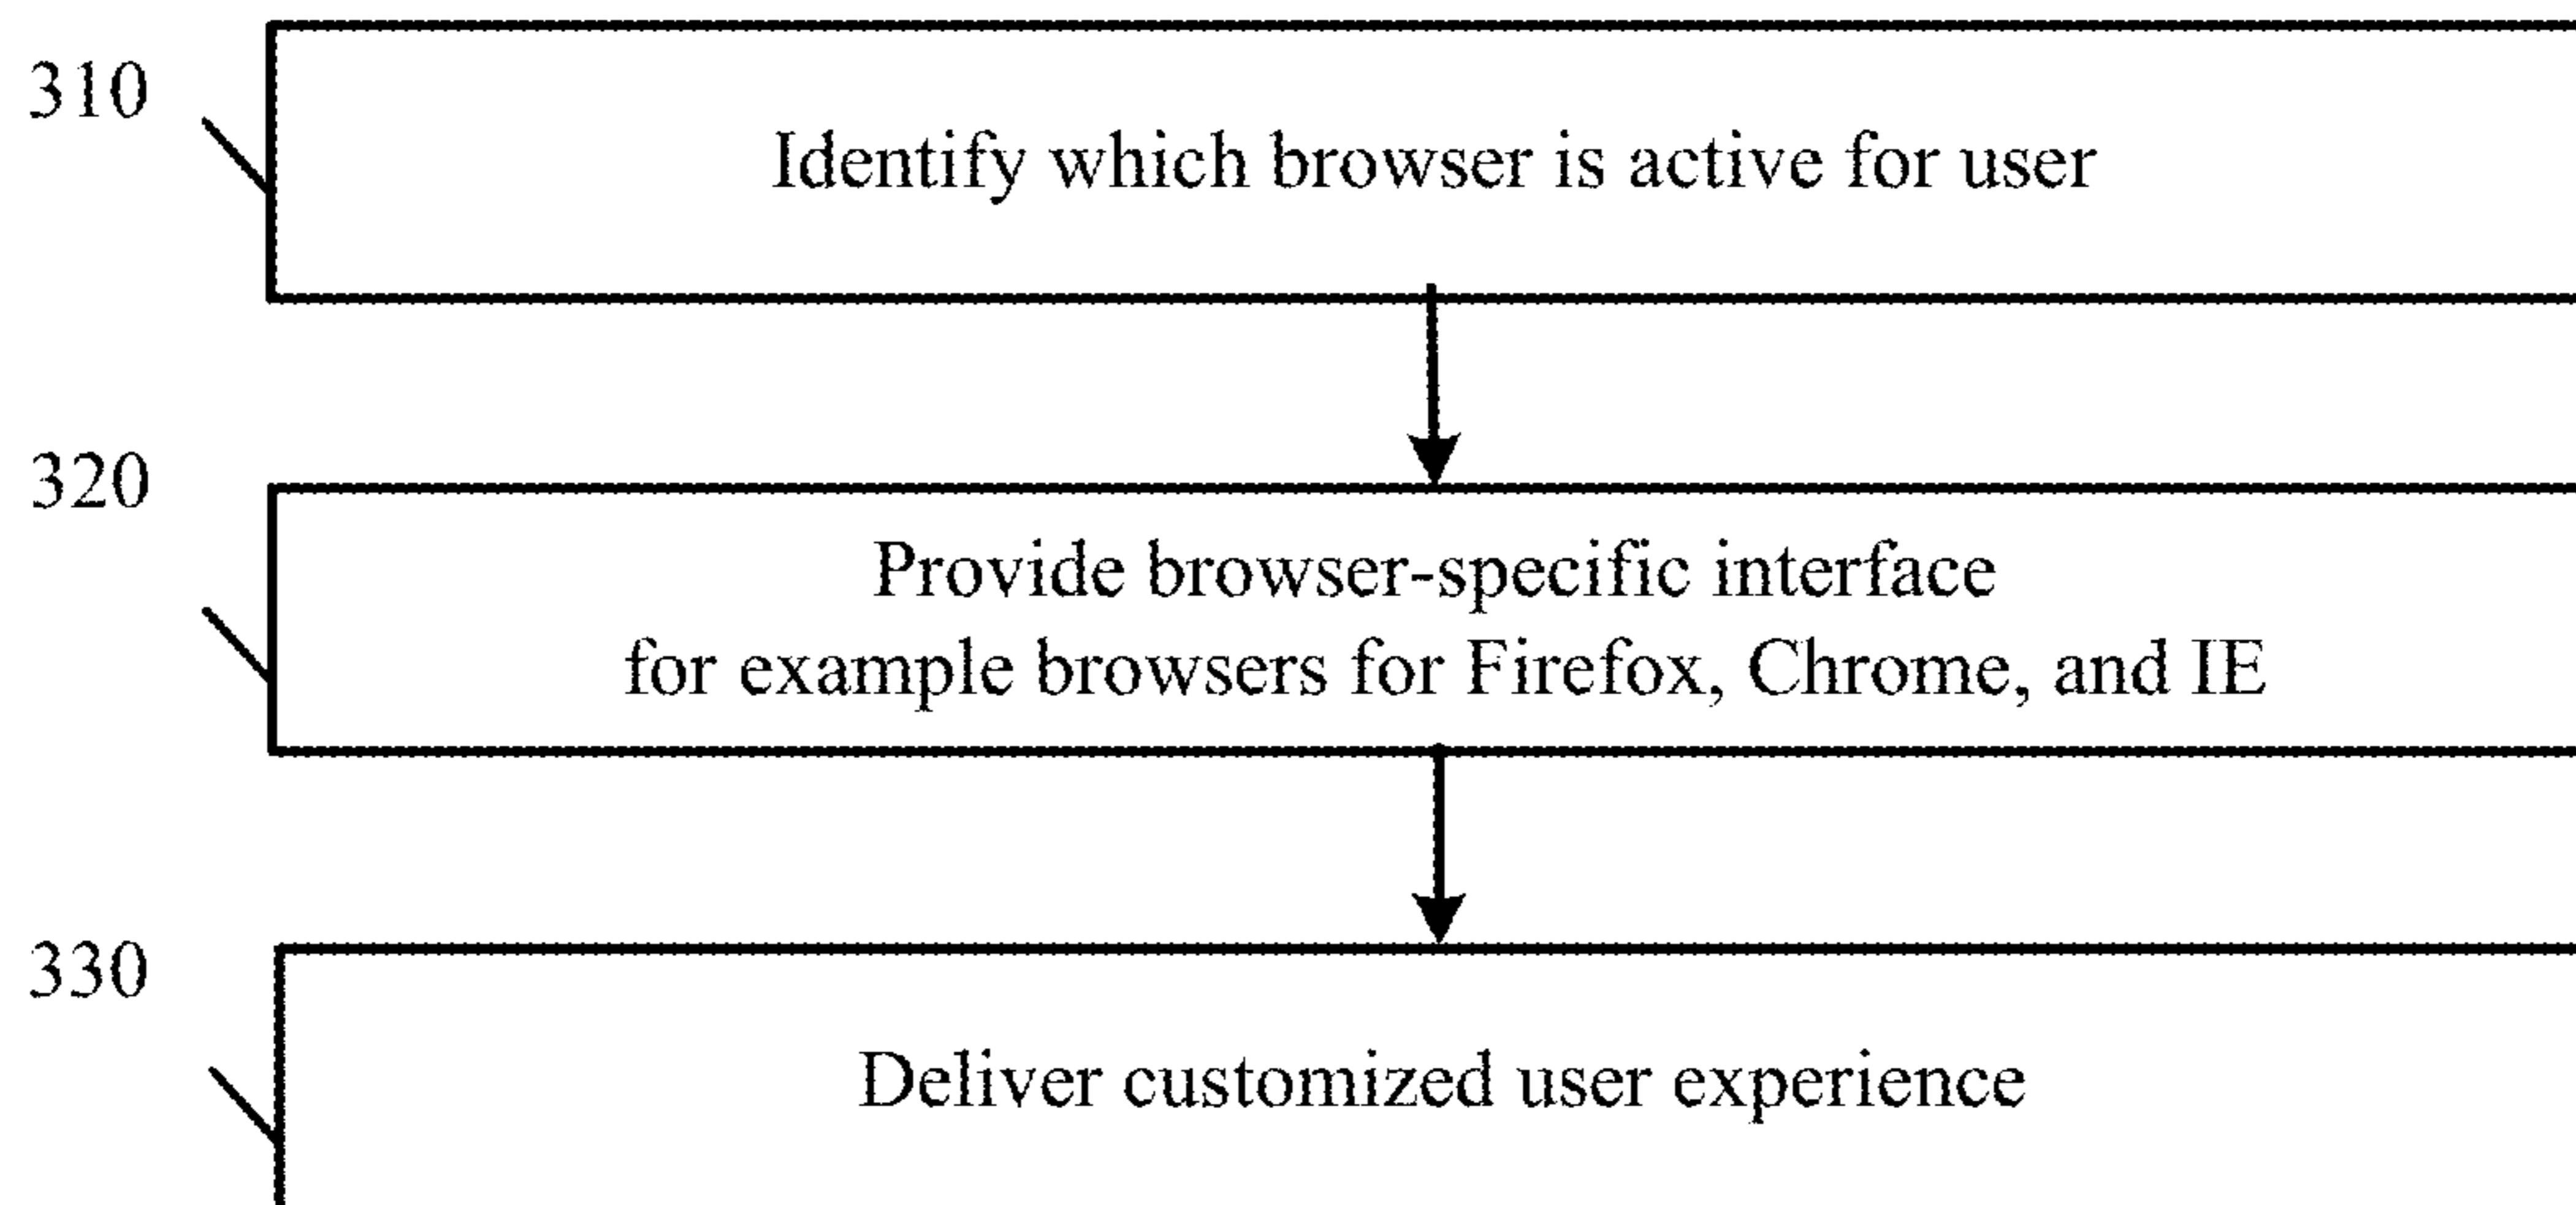 310
Identify which browser is active for user
320
Provide browser-specific interface
for example browsers for Firefox, Chrome, and IE
330
Deliver customized user experience